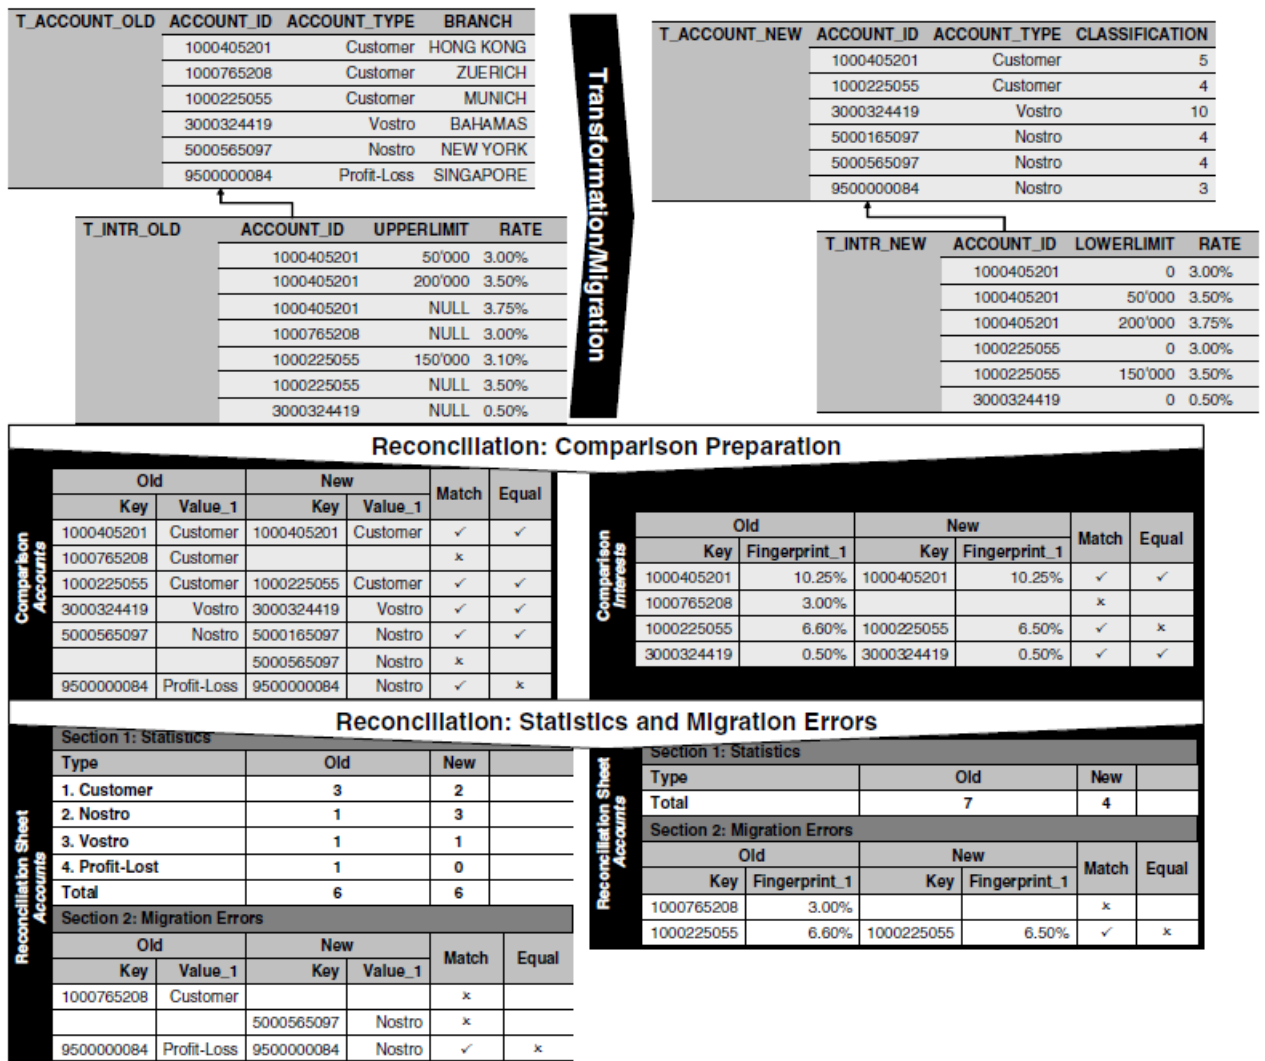 T_ACCOUNT_OLD ACCOUNT_ID ACCOUNT_TYPE BRANCH
1000405201 Customer HONG KONG
1000765208 Customer ZUERICH
1000225055 Customer MUNICH
3000324419 Vostro BAHAMAS
5000565097 Nostro NEW YORK
9500000084 Profit-Loss SINGAPORE
T_INTR_OLD ACCOUNT_ID UPPERLIMIT RATE
1000405201 50'000 3.00%
1000405201 200'000 3.50%
1000405201 NULL 3.75%
1000765208 NULL 3.00%
1000225055 150'000 3.10%
1000225055 NULL 3.50%
3000324419 NULL 0.50%
Transformation/Migration
T_ACCOUNT_NEW ACCOUNT_ID ACCOUNT_TYPE CLASSIFICATION
1000405201 Customer 5
1000225055 Customer 4
3000324419 Vostro 10
5000165097 Nostro 4
5000565097 Nostro 4
9500000084 Nostro 3
T_INTR_NEW ACCOUNT_ID LOWERLIMIT RATE
1000405201 0 3.00%
1000405201 50'000 3.50%
1000405201 200'000 3.75%
1000225055 0 3.00%
1000225055 150'000 3.50%
3000324419 0 0.50%
Reconciliation: Comparison Preparation
Comparison
Accounts
Old New Match Equal
Key Value_1 Key Value_1
1000405201 Customer 1000405201 Customer ✓ ✓
1000765208 Customer x
1000225055 Customer 1000225055 Customer ✓ ✓
3000324419 Vostro 3000324419 Vostro ✓ ✓
5000565097 Nostro 5000165097 Nostro ✓ ✓
5000565097 Nostro x
9500000084 Profit-Loss 9500000084 Nostro ✓ x
Comparison
Interests
Old New Match Equal
Key Fingerprint_1 Key Fingerprint_1
1000405201 10.25% 1000405201 10.25% ✓ ✓
1000765208 3.00% x
1000225055 6.60% 1000225055 6.50% ✓ x
3000324419 0.50% 3000324419 0.50% ✓ ✓
Reconciliation: Statistics and Migration Errors
Reconciliation Sheet
Accounts
Section 1: Statistics
Type Old New
1. Customer 3 2
2. Nostro 1 3
3. Vostro 1 1
4. Profit-Lost 1 0
Total 6 6
Section 2: Migration Errors
Old New Match Equal
Key Value_1 Key Value_1
1000765208 Customer x
5000565097 Nostro x
9500000084 Profit-Loss 9500000084 Nostro ✓ x
Reconciliation Sheet
Accounts
Section 1: Statistics
Type Old New
Total 7 4
Section 2: Migration Errors
Old New Match Equal
Key Fingerprint_1 Key Fingerprint_1
1000765208 3.00% x
1000225055 6.60% 1000225055 6.50% ✓ x